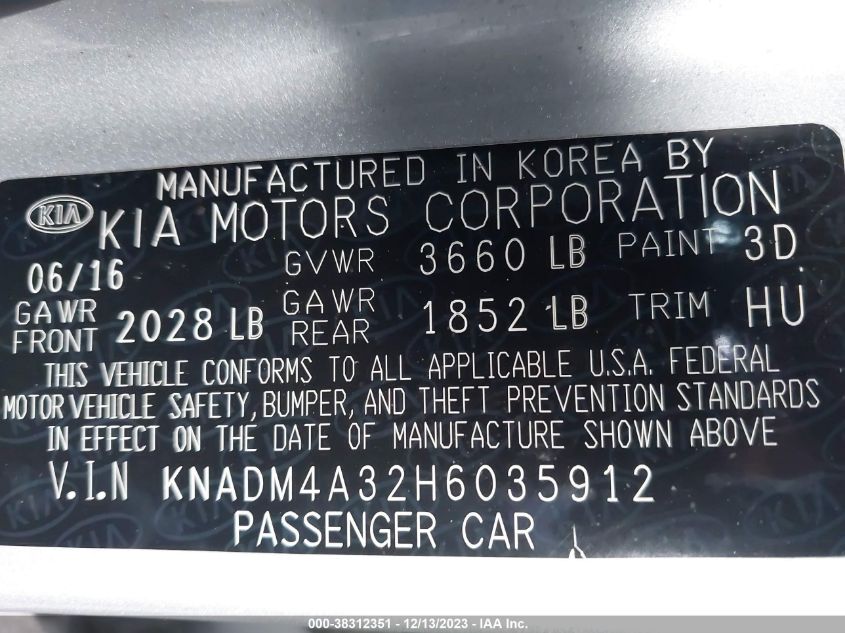 MANUFACTURED IN KOREA BY
KIA KIA MOTORS CORPORATION
06/16 GVWR 3660 LB PAINT 3D
GAWR FRONT 2028 LB GAWR REAR 1852 LB TRIM HU
THIS VEHICLE CONFORMS TO ALL APPLICABLE U.S.A. FEDERAL
MOTOR VEHICLE SAFETY, BUMPER, AND THEFT PREVENTION STANDARDS
IN EFFECT ON THE DATE OF MANUFACTURE SHOWN ABOVE
V.I.N KNADM4A32H6035912
PASSENGER CAR
000-38312351 - 12/13/2023 - IAA Inc.